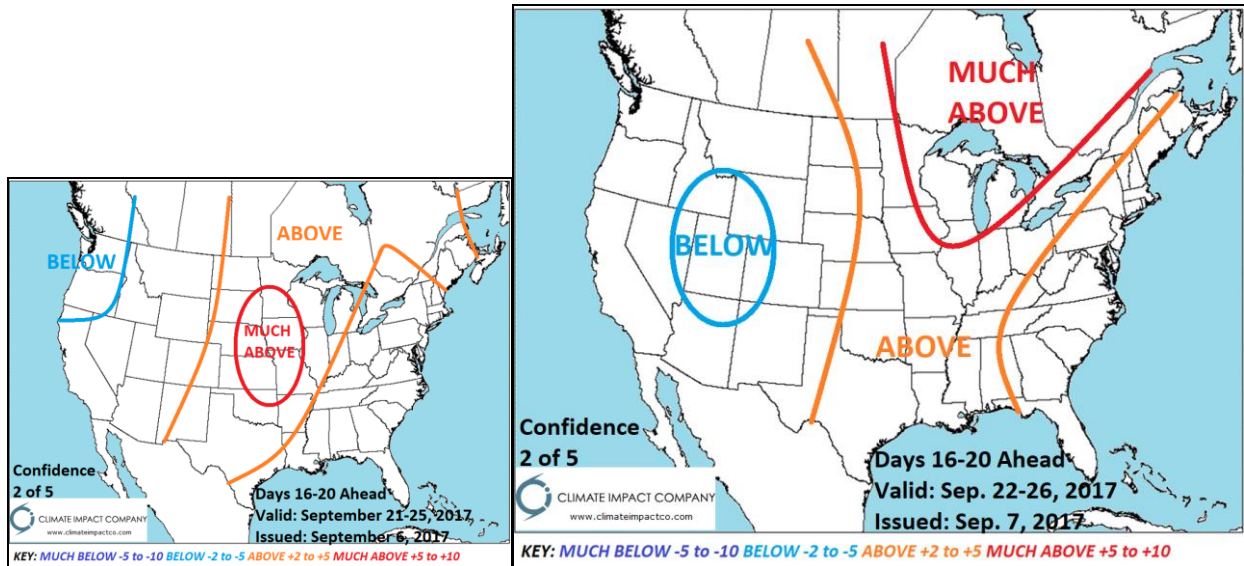 BELOW
ABOVE
MUCH
ABOVE
Confidence
2 of 5
CLIMATE IMPACT COMPANY
www.climateimpactco.com
Days 16-20 Ahead
Valid: September 21-25, 2017
Issued: September 6, 2017
KEY: MUCH BELOW -5 to -10 BELOW -2 to -5 ABOVE +2 to +5 MUCH ABOVE +5 to +10
MUCH
ABOVE
BELOW
ABOVE
Confidence
2 of 5
CLIMATE IMPACT COMPANY
www.climateimpactco.com
Days 16-20 Ahead
Valid: Sep. 22-26, 2017
Issued: Sep. 7, 2017
KEY: MUCH BELOW -5 to -10 BELOW -2 to -5 ABOVE +2 to +5 MUCH ABOVE +5 to +10